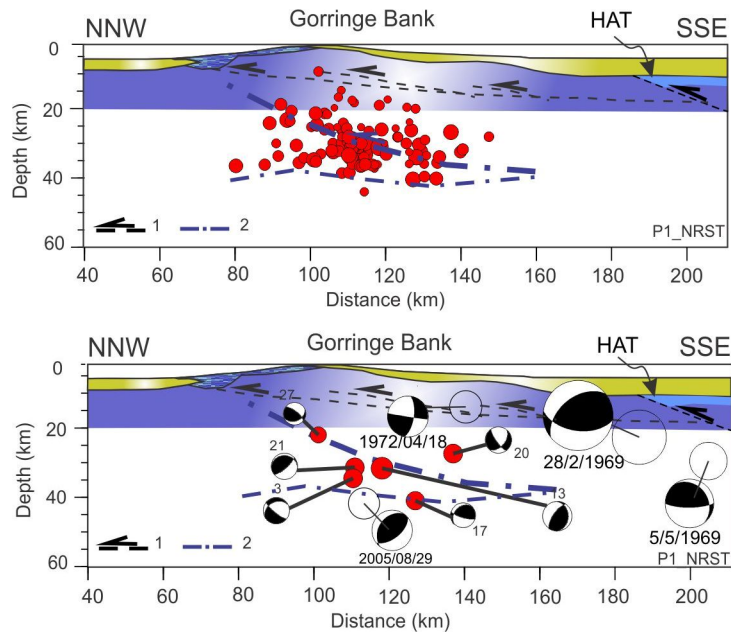 NNW Gorringe Bank HAT SSE
0
20
40
60
Depth (km)
1 2 P1_NRST
40 60 80 100 120 140 160 180 200
Distance (km)
NNW Gorringe Bank HAT SSE
0
20
40
60
Depth (km)
27
1972/04/18
20
28/2/1969
21
3
13
17
5/5/1969
2005/08/29
1 2 P1_NRST
40 60 80 100 120 140 160 180 200
Distance (km)